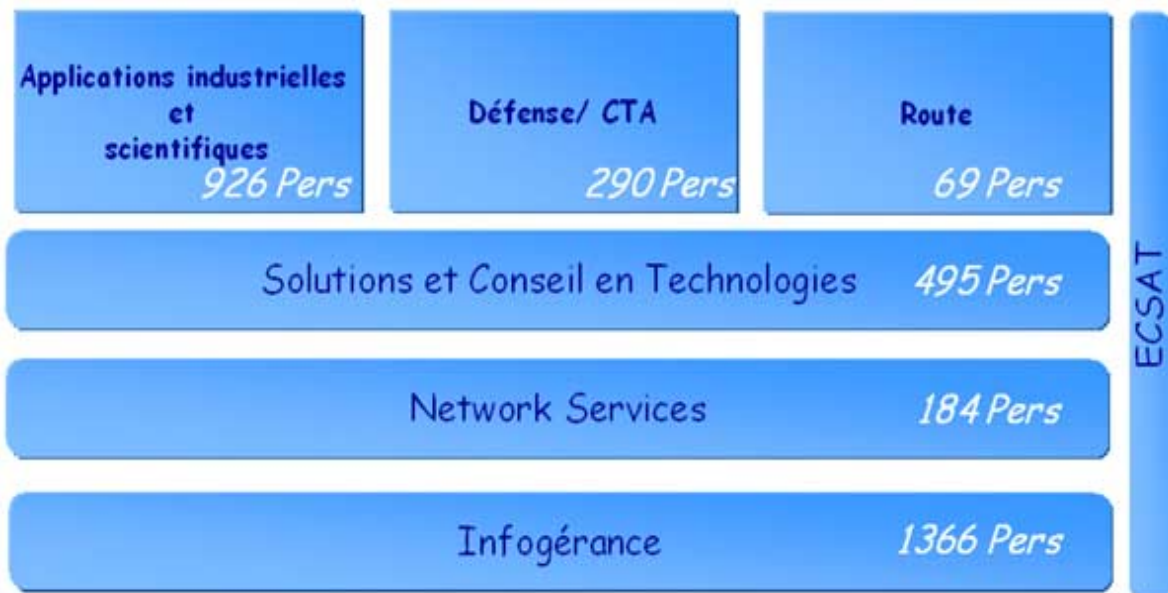 Applications industrielles
et
scientifiques
926 Pers
Défense/ CTA
290 Pers
Route
69 Pers
Solutions et Conseil en Technologies 495 Pers
Network Services 184 Pers
Infogérance 1366 Pers
ECSAT